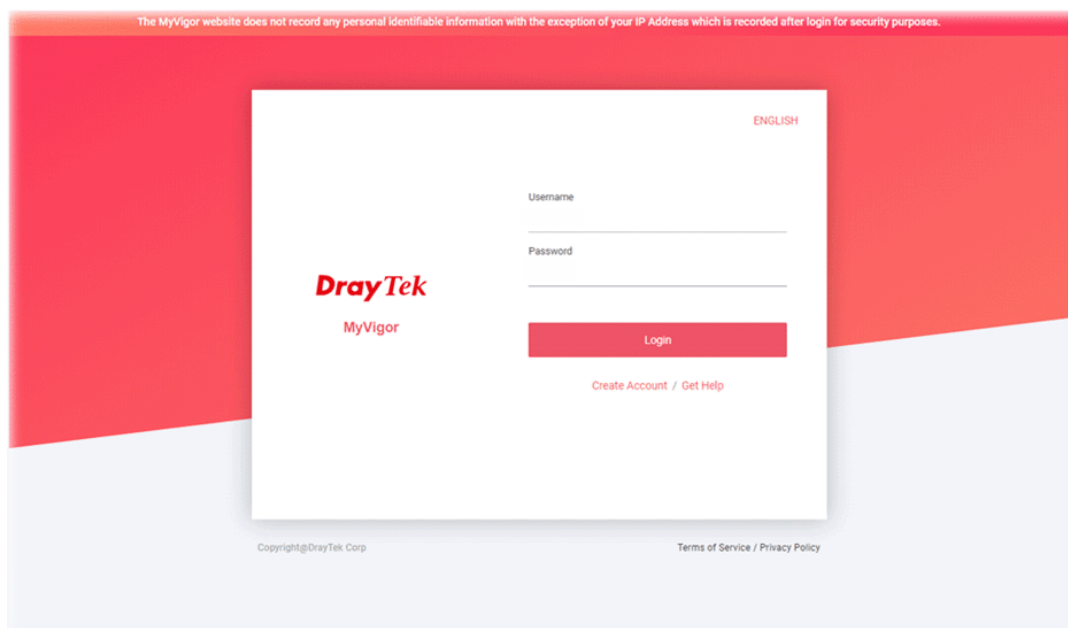 The MyVigor website does not record any personal identifiable information with the exception of your IP Address which is recorded after login for security purposes.
ENGLISH
Username
Password
DrayTek
MyVigor
Login
Create Account / Get Help
Copyright@DrayTek Corp
Terms of Service / Privacy Policy